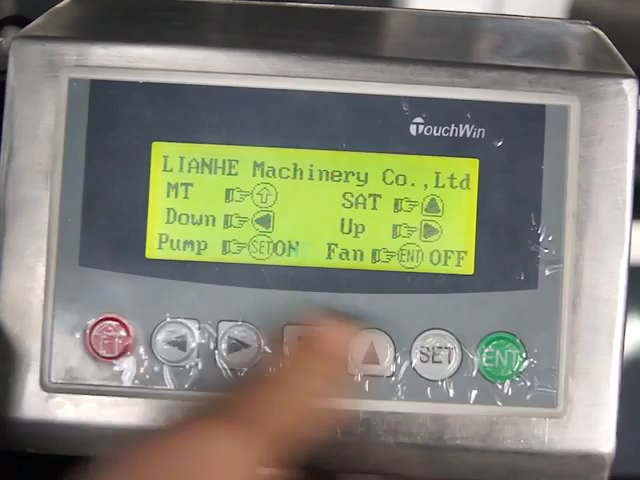 TouchWin
LIANHE Machinery Co.,Ltd
MT SAT
Down Up
Pump SET ON Fan ENT OFF
SET ENT